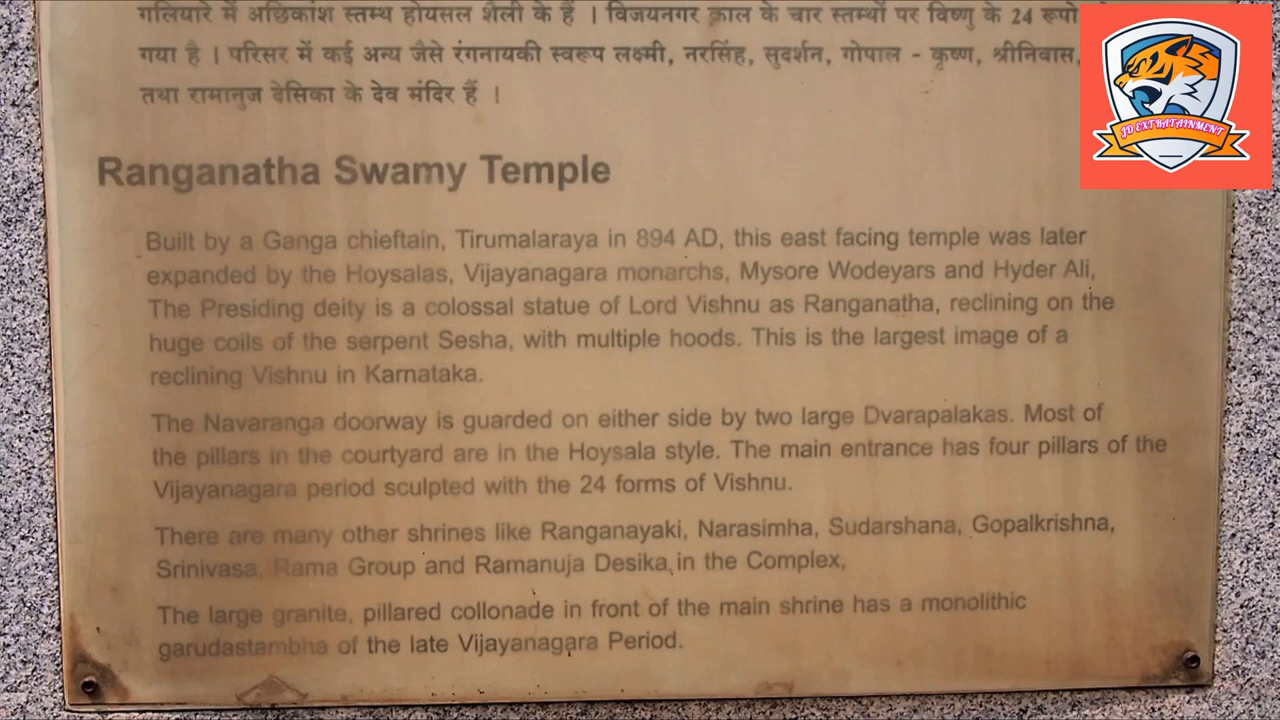 गलियारे में अधिकांश स्तम्भ होयसल शैली के हैं । विजयनगर काल के चार स्तम्भों पर विष्णु के 24 रूपो
गया है । परिसर में कई अन्य जैसे रंगनायकी स्वरूप लक्ष्मी, नरसिंह, सुदर्शन, गोपाल - कृष्ण, श्रीनिवास,
तथा रामानुज देसिका के देव मंदिर हैं ।
JD EXTRATAINMENT
Ranganatha Swamy Temple
Built by a Ganga chieftain, Tirumalaraya in 894 AD, this east facing temple was later
expanded by the Hoysalas, Vijayanagara monarchs, Mysore Wodeyars and Hyder Ali,
The Presiding deity is a colossal statue of Lord Vishnu as Ranganatha, reclining on the
huge coils of the serpent Sesha, with multiple hoods. This is the largest image of a
reclining Vishnu in Karnataka.
The Navaranga doorway is guarded on either side by two large Dvarapalakas. Most of
the pillars in the courtyard are in the Hoysala style. The main entrance has four pillars of the
Vijayanagara period sculpted with the 24 forms of Vishnu.
There are many other shrines like Ranganayaki, Narasimha, Sudarshana, Gopalkrishna,
Srinivasa, Rama Group and Ramanuja Desika in the Complex,
The large granite, pillared collonade in front of the main shrine has a monolithic
garudastambha of the late Vijayanagara Period.